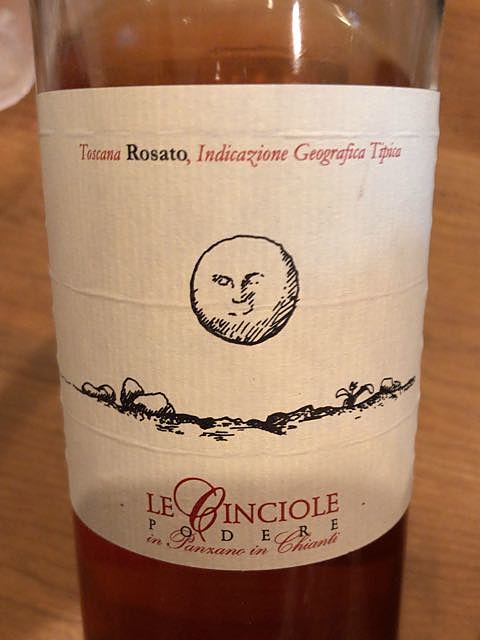 Toscana Rosato, Indicazione Geografica Tipica
LE CINCIOLE
PODERE
in Panzano in Chianti